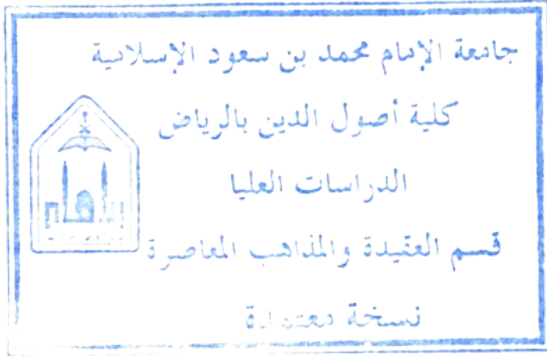 جامعة الإمام محمد بن سعود الإسلامية
كلية أصول الدين بالرياض
الدراسات العليا
قسم العقيدة والمذاهب المعاصرة
نسخة معتمدة